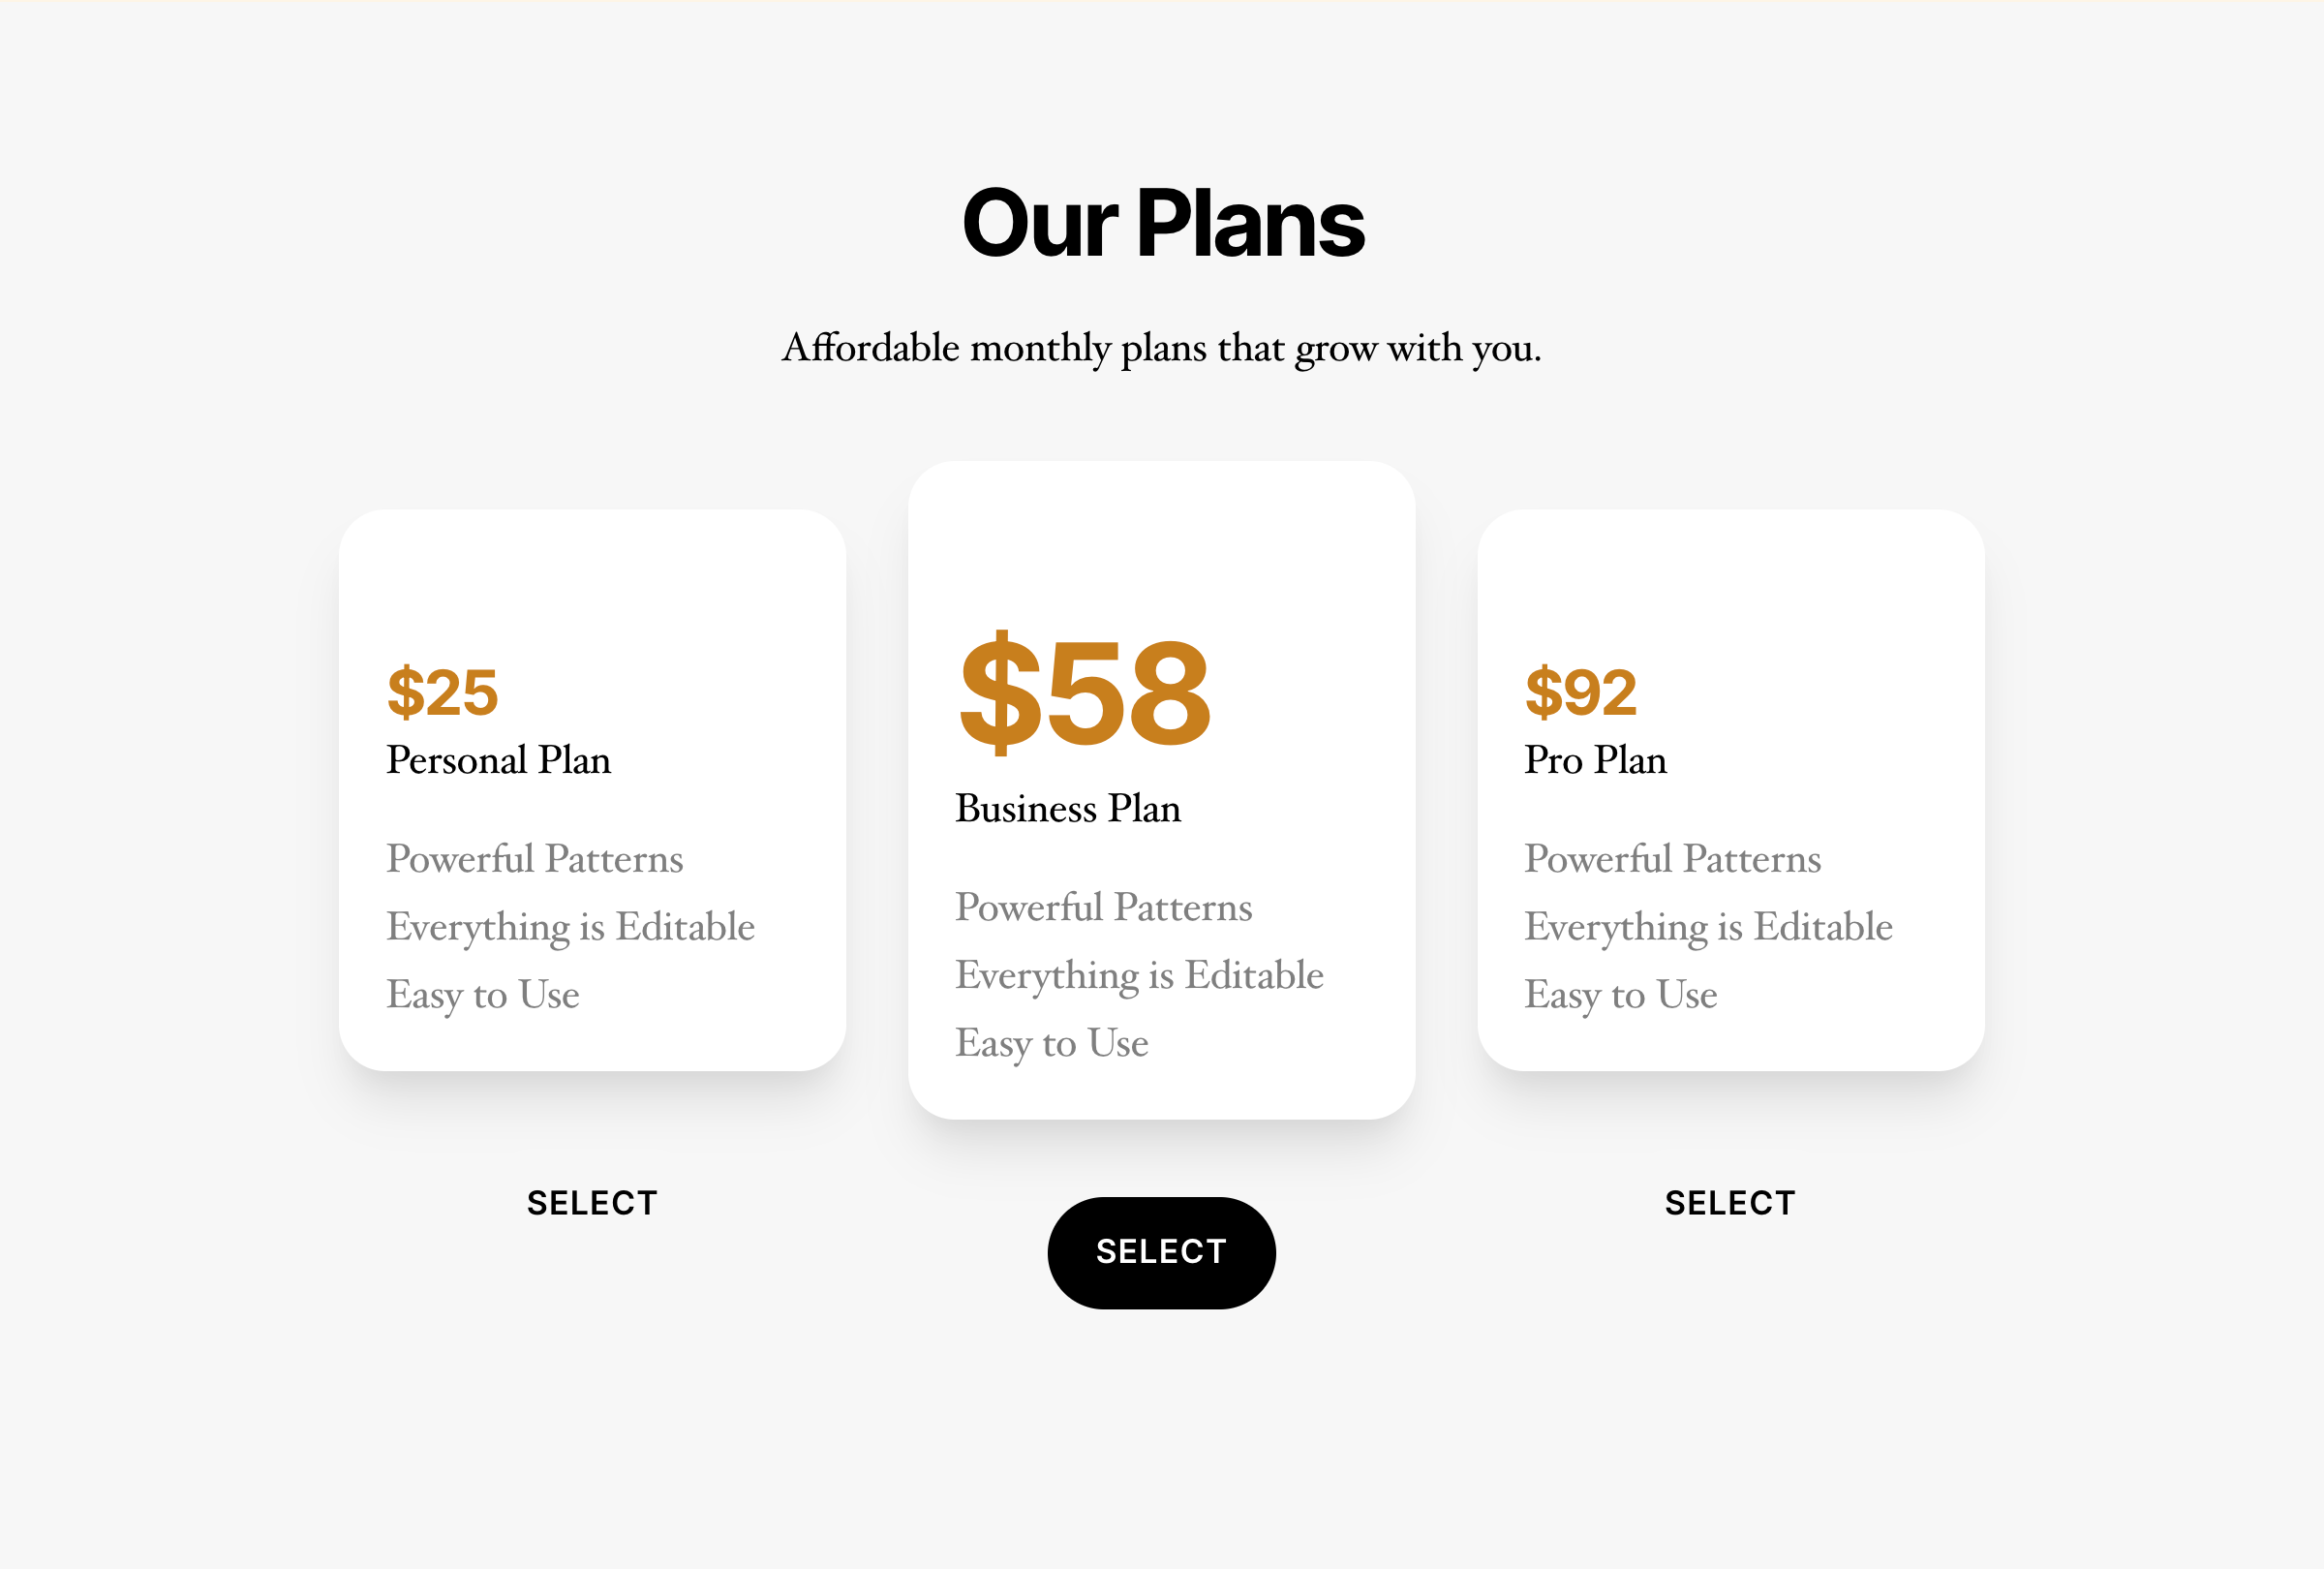 Our Plans
Affordable monthly plans that grow with you.
$25
Personal Plan
Powerful Patterns
Everything is Editable
Easy to Use
SELECT
$58
Business Plan
Powerful Patterns
Everything is Editable
Easy to Use
SELECT
$92
Pro Plan
Powerful Patterns
Everything is Editable
Easy to Use
SELECT